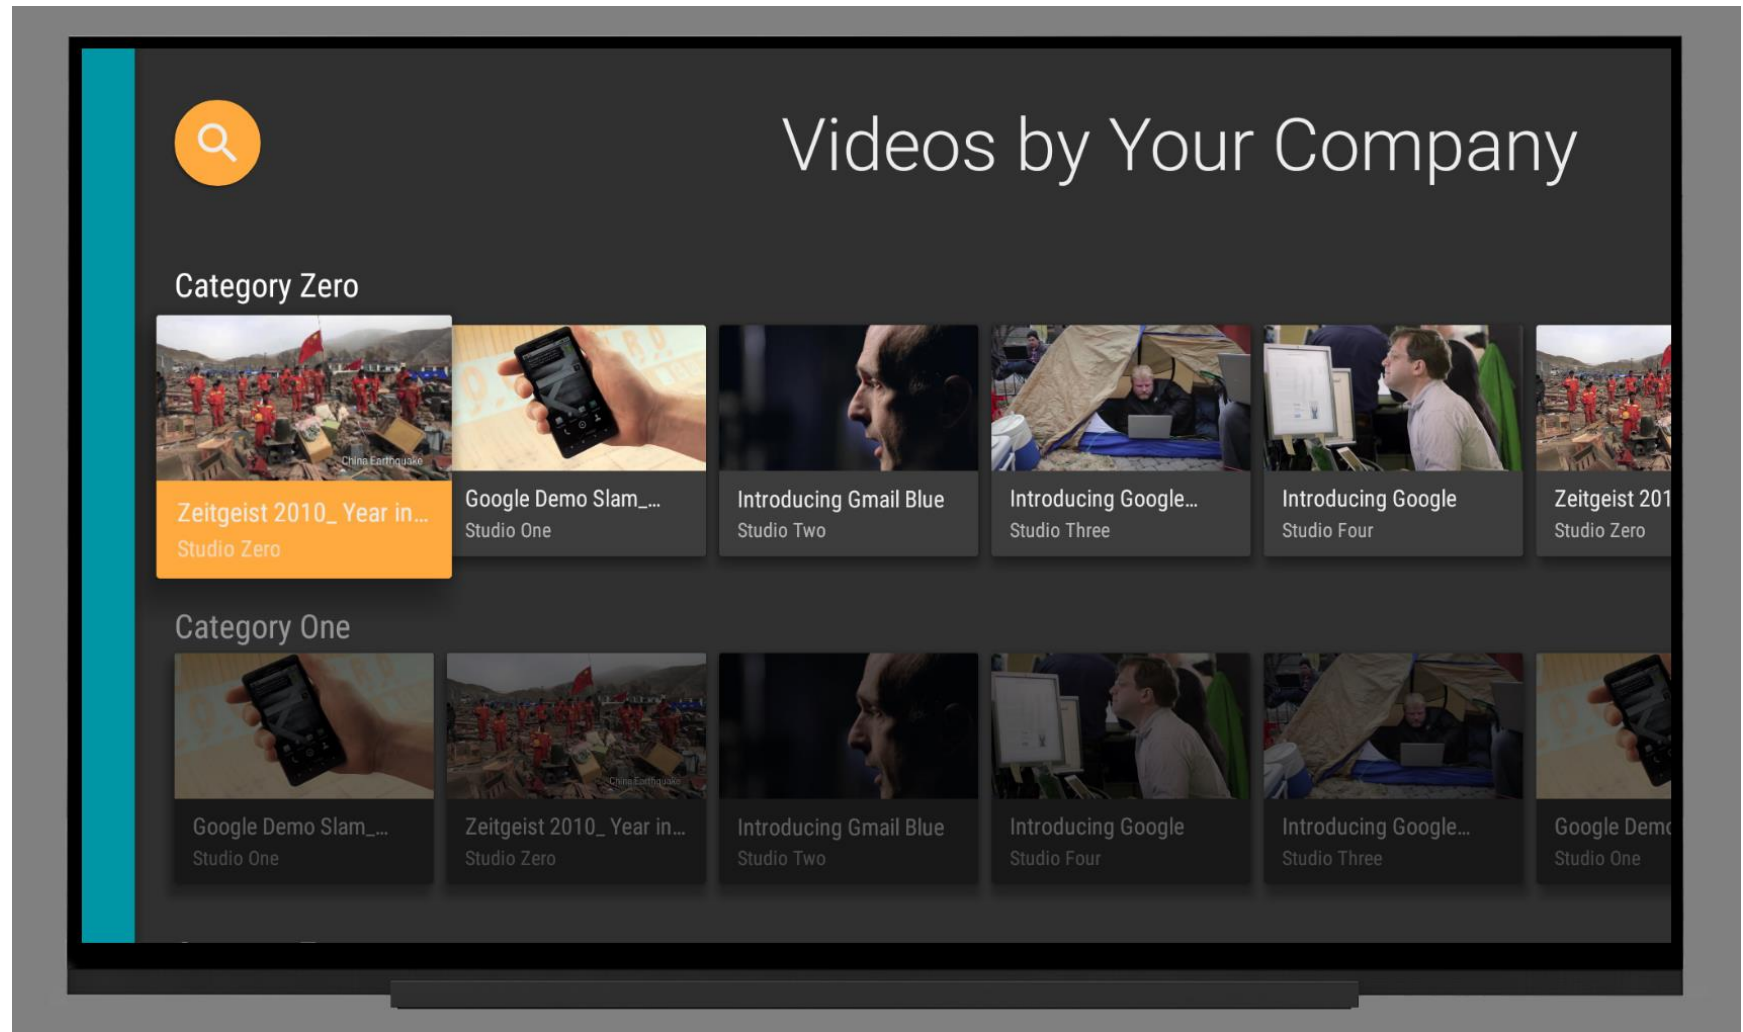 Videos by Your Company
Category Zero
China Earthquake
Zeitgeist 2010_ Year in...
Studio Zero
Google Demo Slam_...
Studio One
Introducing Gmail Blue
Studio Two
Introducing Google...
Studio Three
Introducing Google
Studio Four
Zeitgeist 201
Studio Zero
Category One
China Earthquake
Google Demo Slam_...
Studio One
Zeitgeist 2010_ Year in...
Studio Zero
Introducing Gmail Blue
Studio Two
Introducing Google
Studio Four
Introducing Google...
Studio Three
Google Demo
Studio One